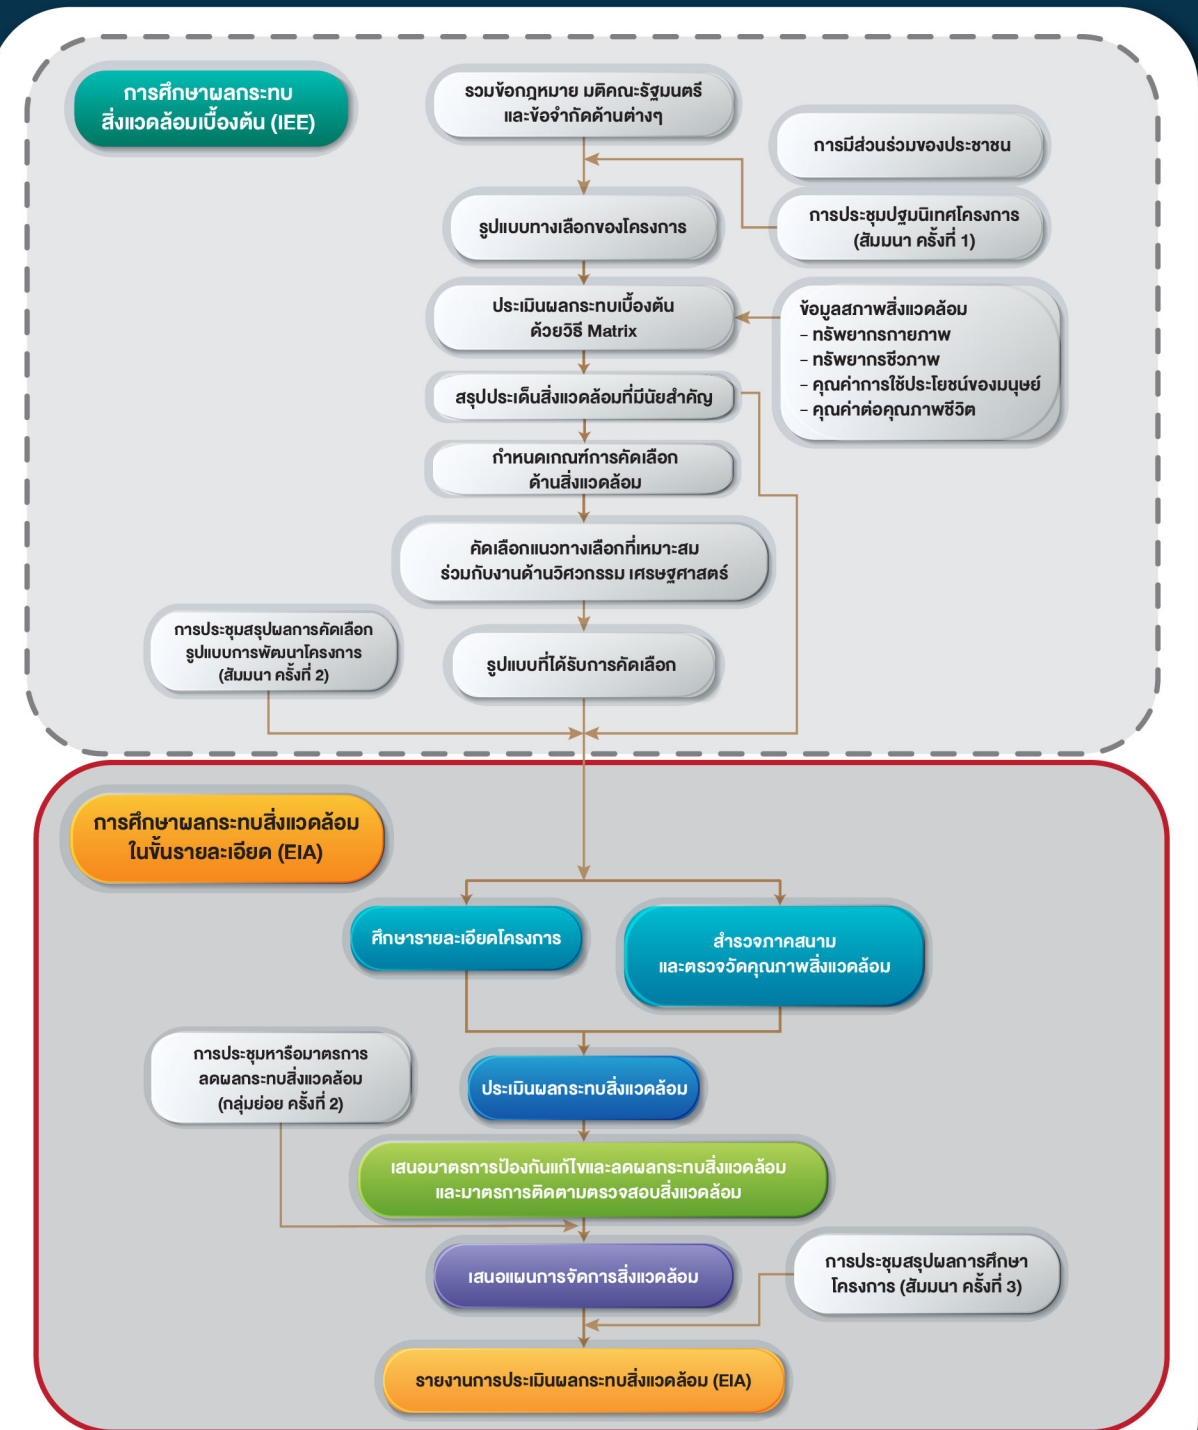 การศึกษาผลกระทบ
สิ่งแวดล้อมเบื้องต้น (IEE)
รวมข้อกฎหมาย มติคณะรัฐมนตรี
และข้อจำกัดด้านต่างๆ
การมีส่วนร่วมของประชาชน
การประชุมปฐมนิเทศโครงการ
(สัมมนา ครั้งที่ 1)
รูปแบบทางเลือกของโครงการ
ประเมินผลกระทบเบื้องต้น
ด้วยวิธี Matrix
ข้อมูลสภาพสิ่งแวดล้อม
- ทรัพยากรกายภาพ
- ทรัพยากรชีวภาพ
- คุณค่าการใช้ประโยชน์ของมนุษย์
- คุณค่าต่อคุณภาพชีวิต
สรุปประเด็นสิ่งแวดล้อมที่มีนัยสำคัญ
กำหนดเกณฑ์การคัดเลือก
ด้านสิ่งแวดล้อม
คัดเลือกแนวทางเลือกที่เหมาะสม
ร่วมกับงานด้านวิศวกรรม เศรษฐศาสตร์
การประชุมสรุปผลการคัดเลือก
รูปแบบการพัฒนาโครงการ
(สัมมนา ครั้งที่ 2)
รูปแบบที่ได้รับการคัดเลือก
การศึกษาผลกระทบสิ่งแวดล้อม
ในขั้นรายละเอียด (EIA)
ศึกษารายละเอียดโครงการ
สำรวจภาคสนาม
และตรวจวัดคุณภาพสิ่งแวดล้อม
การประชุมหารือมาตรการ
ลดผลกระทบสิ่งแวดล้อม
(กลุ่มย่อย ครั้งที่ 2)
ประเมินผลกระทบสิ่งแวดล้อม
เสนอมาตรการป้องกันแก้ไขและลดผลกระทบสิ่งแวดล้อม
และมาตรการติดตามตรวจสอบสิ่งแวดล้อม
เสนอแผนการจัดการสิ่งแวดล้อม
การประชุมสรุปผลการศึกษา
โครงการ (สัมมนา ครั้งที่ 3)
รายงานการประเมินผลกระทบสิ่งแวดล้อม (EIA)